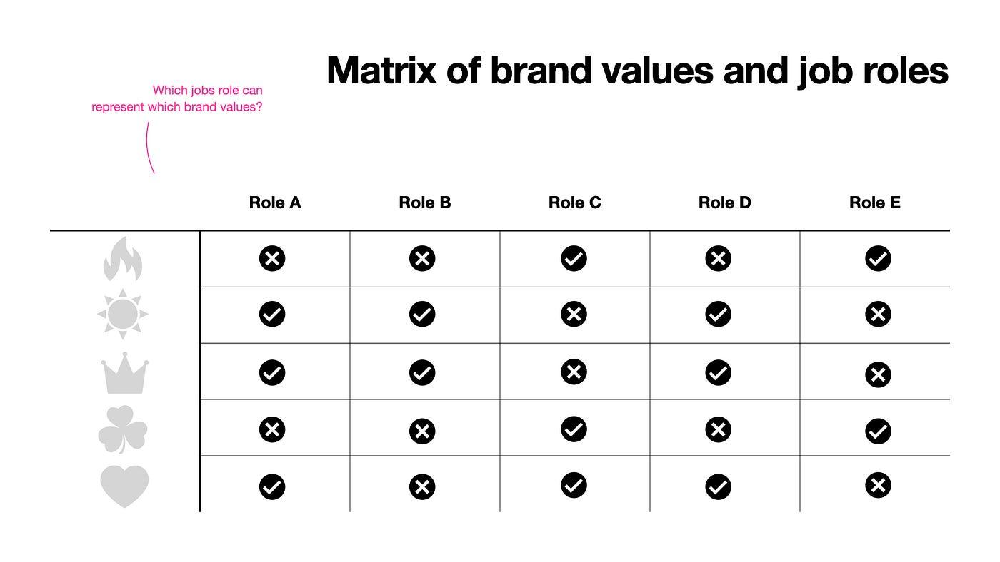 Matrix of brand values and job roles
Which jobs role can
represent which brand values?
Role A Role B Role C Role D Role E